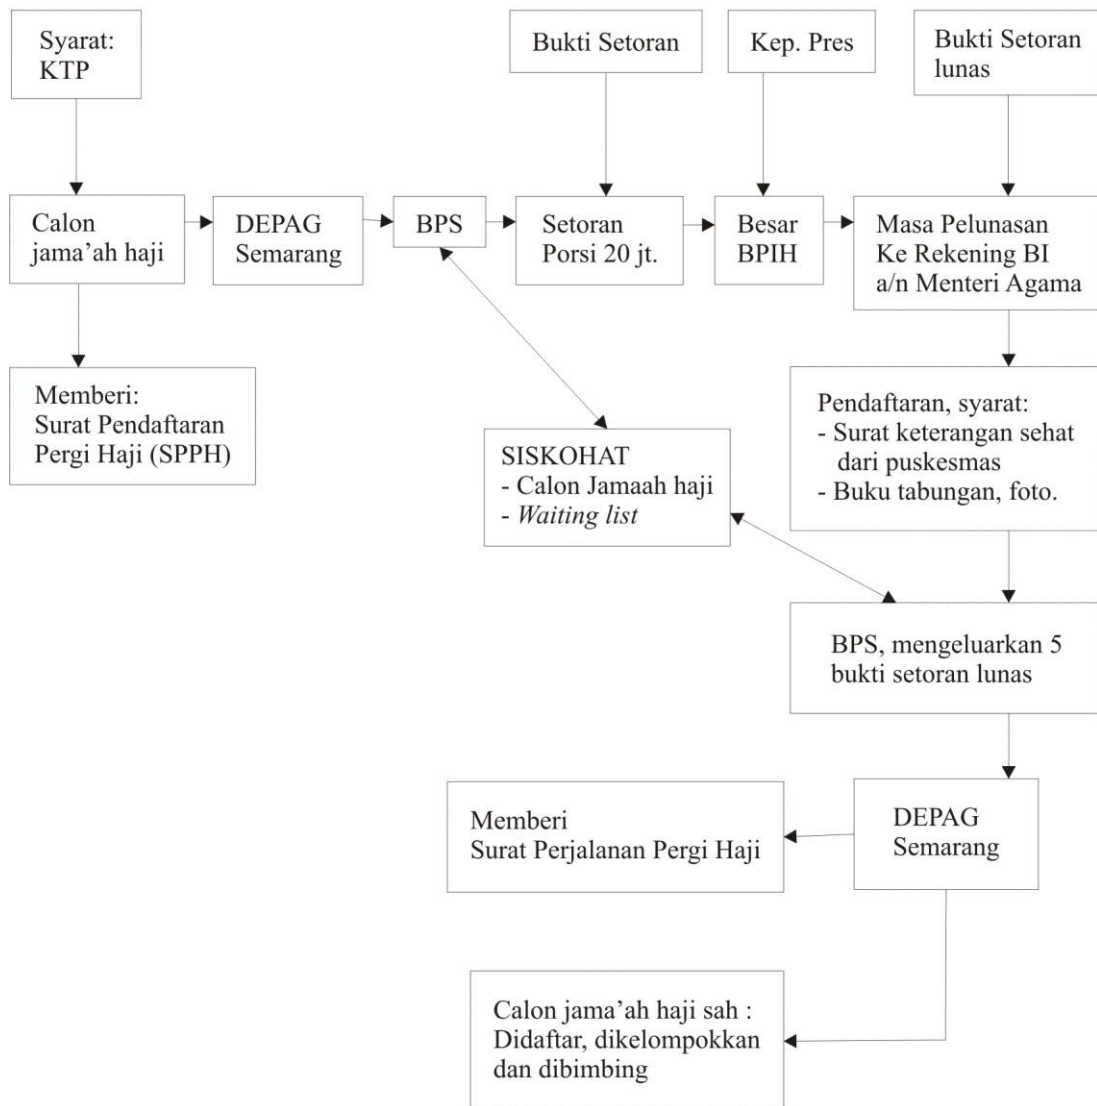 Syarat:
KTP
Bukti Setoran
Kep. Pres
Bukti Setoran
lunas
Calon
jama’ah haji
DEPAG
Semarang
BPS
Setoran
Porsi 20 jt.
Besar
BPIH
Masa Pelunasan
Ke Rekening BI
a/n Menteri Agama
Memberi:
Surat Pendaftaran
Pergi Haji (SPPH)
SISKOHAT
- Calon Jamaah haji
- Waiting list
Pendaftaran, syarat:
- Surat keterangan sehat
dari puskesmas
- Buku tabungan, foto.
BPS, mengeluarkan 5
bukti setoran lunas
Memberi
Surat Perjalanan Pergi Haji
DEPAG
Semarang
Calon jama’ah haji sah :
Didaftar, dikelompokkan
dan dibimbing